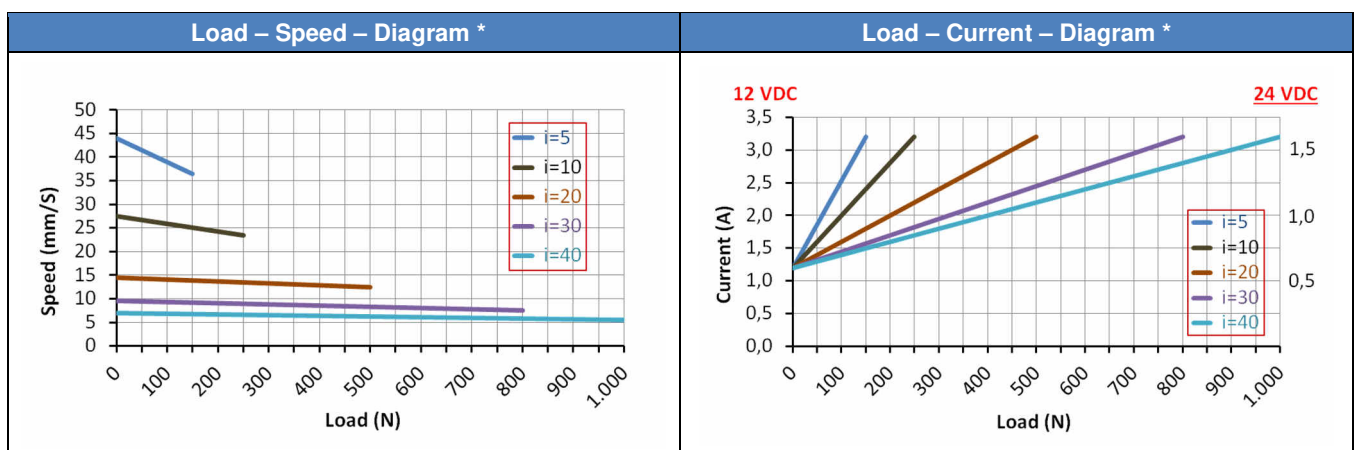 Load – Speed – Diagram *
Load – Current – Diagram *
Speed (mm/S)
50
45
40
35
30
25
20
15
10
5
0
i=5
i=10
i=20
i=30
i=40
0
100
200
300
400
500
600
700
800
900
1.000
Load (N)
12 VDC
24 VDC
Current (A)
3,5
3,0
2,5
2,0
1,5
1,0
0,5
0,0
1,5
1,0
0,5
i=5
i=10
i=20
i=30
i=40
0
100
200
300
400
500
600
700
800
900
1.000
Load (N)